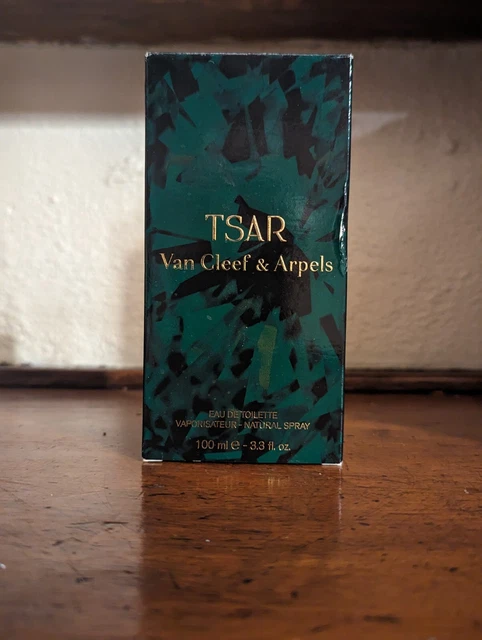 TSAR
Van Cleef & Arpels
EAU DE TOILETTE
VAPORISATEUR - NATURAL SPRAY
100 ml ℮ - 3.3 fl. oz.